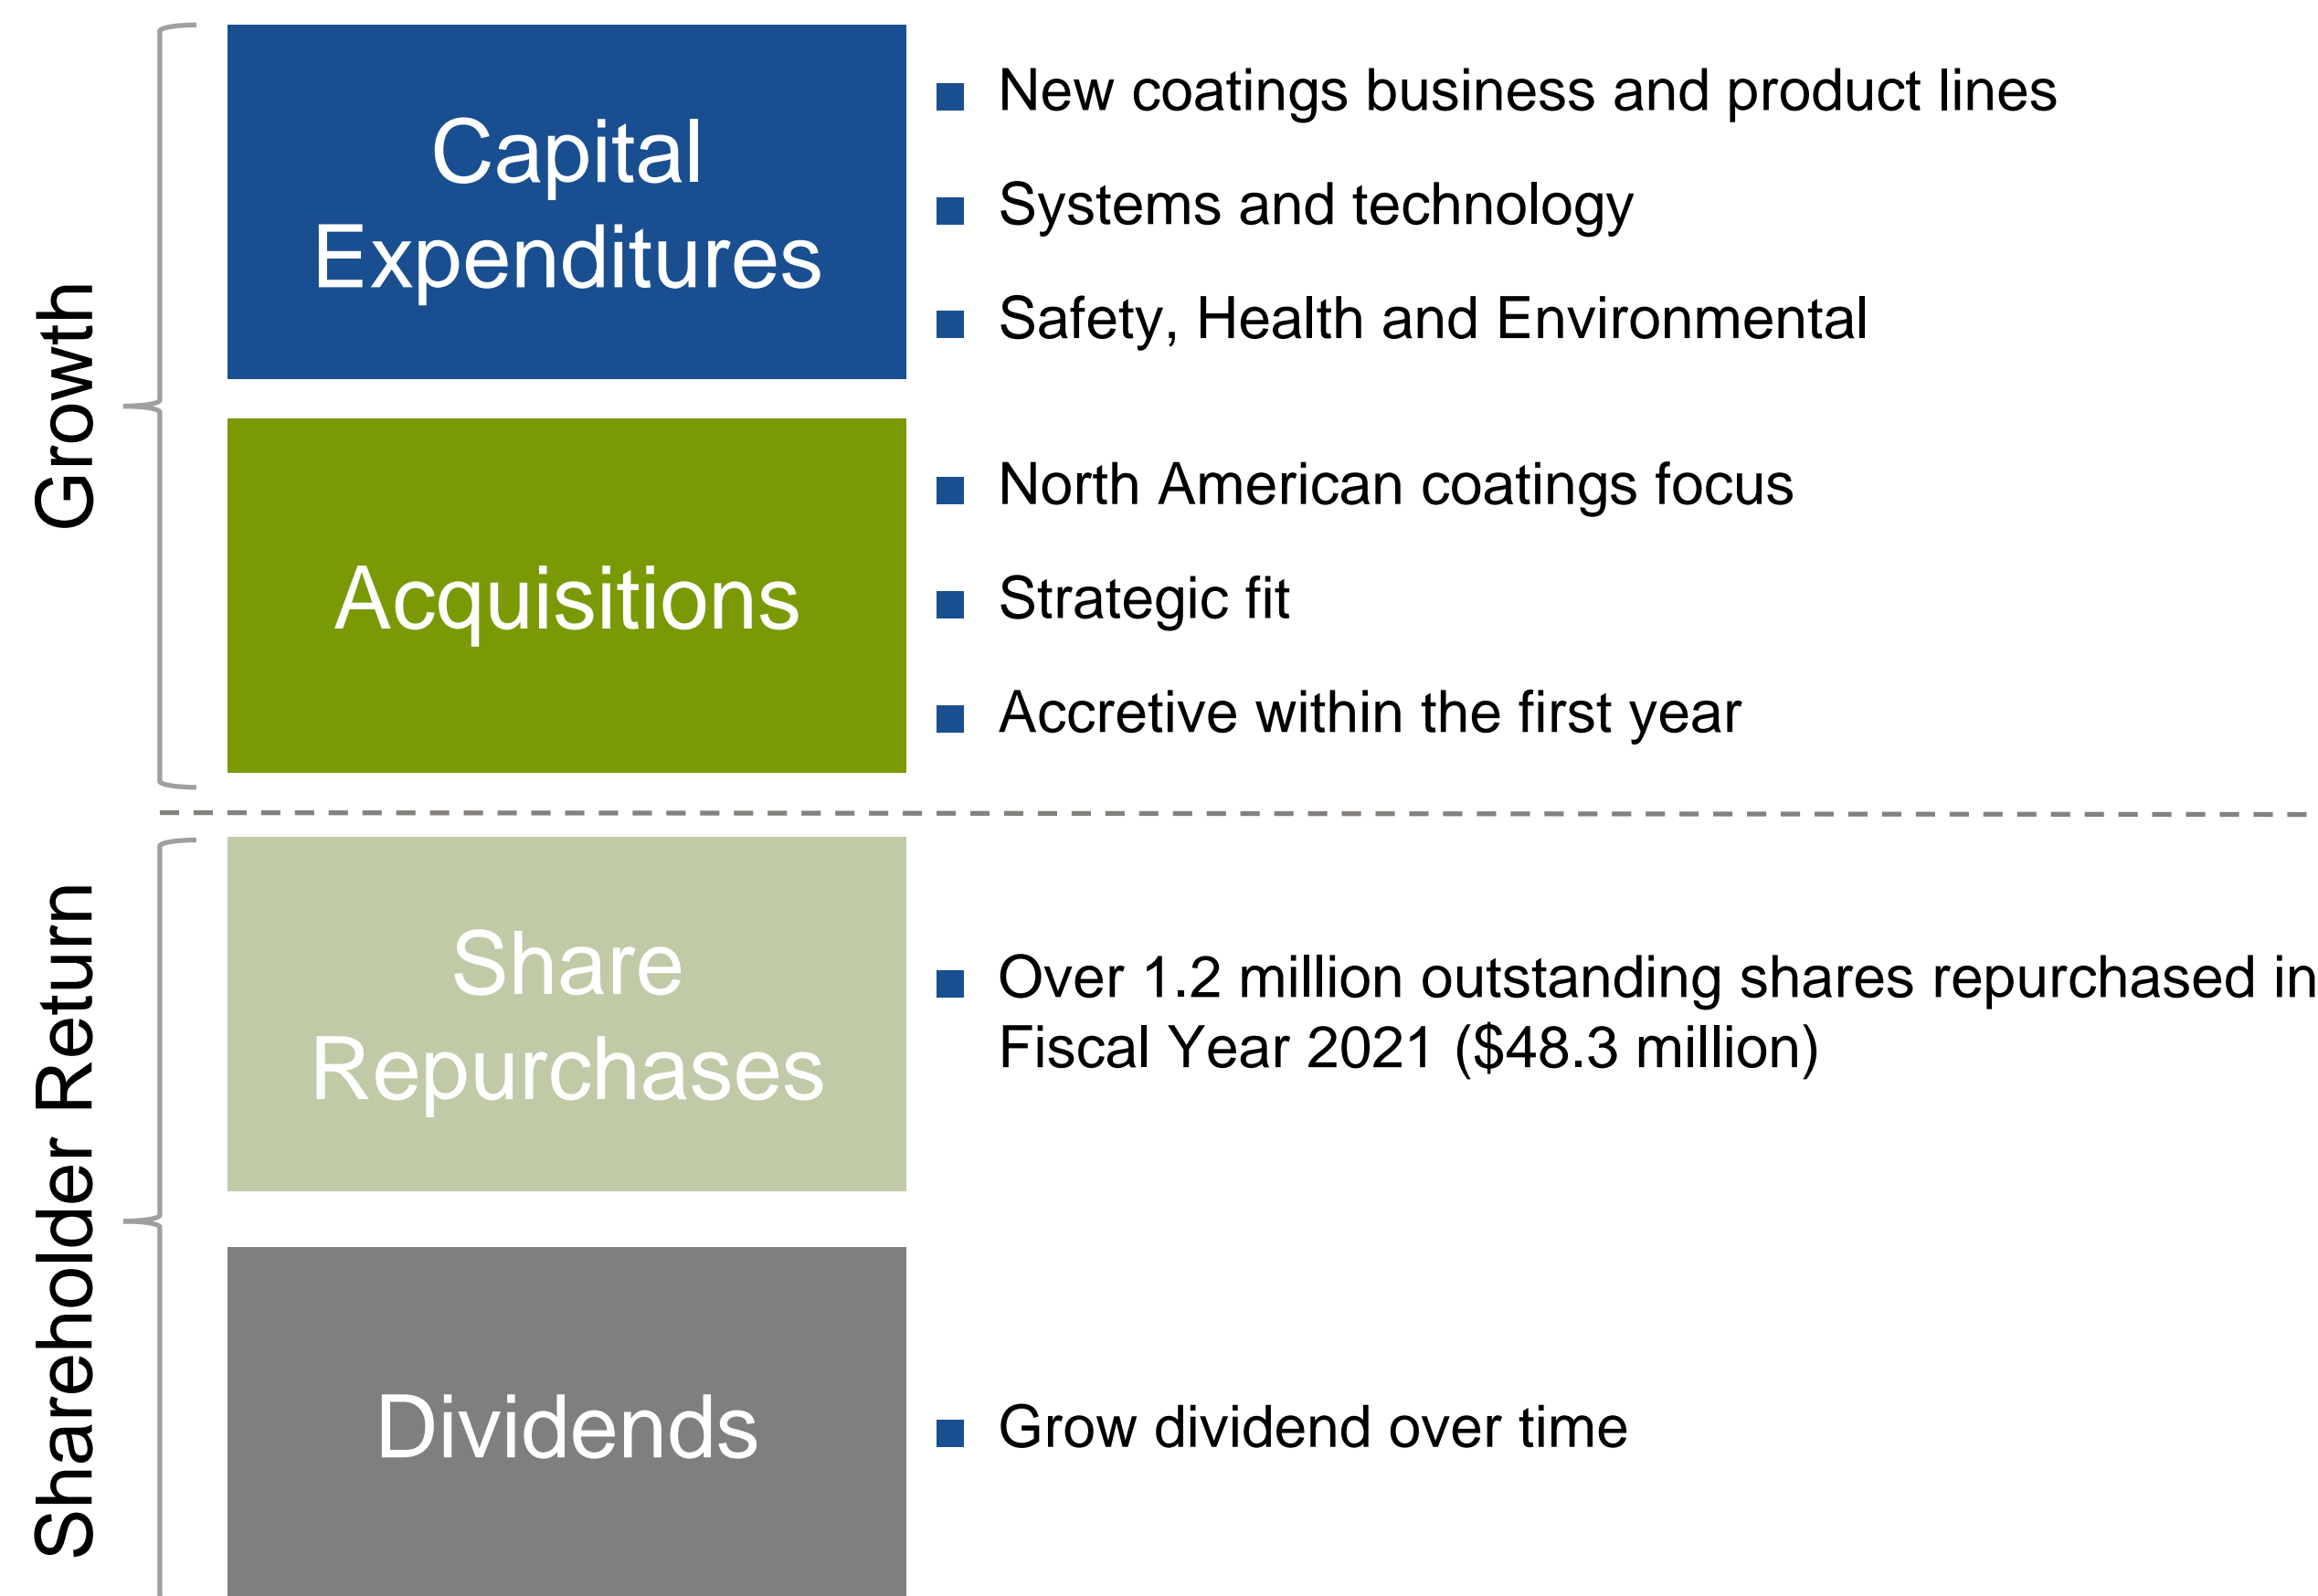 Growth
Capital
Expenditures
New coatings business and product lines
Systems and technology
Safety, Health and Environmental
Acquisitions
North American coatings focus
Strategic fit
Accretive within the first year
Shareholder Return
Share
Repurchases
Over 1.2 million outstanding shares repurchased in
Fiscal Year 2021 ($48.3 million)
Dividends
Grow dividend over time